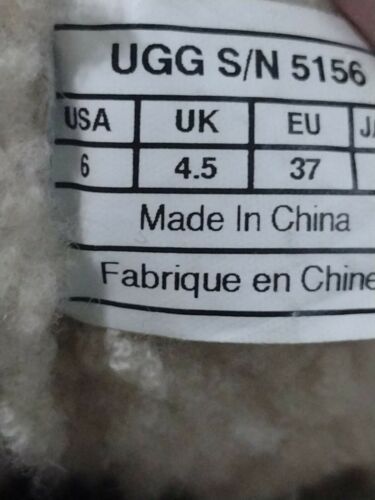 UGG S/N 5156
USA UK EU
6 4.5 37
Made In China
Fabrique en Chine